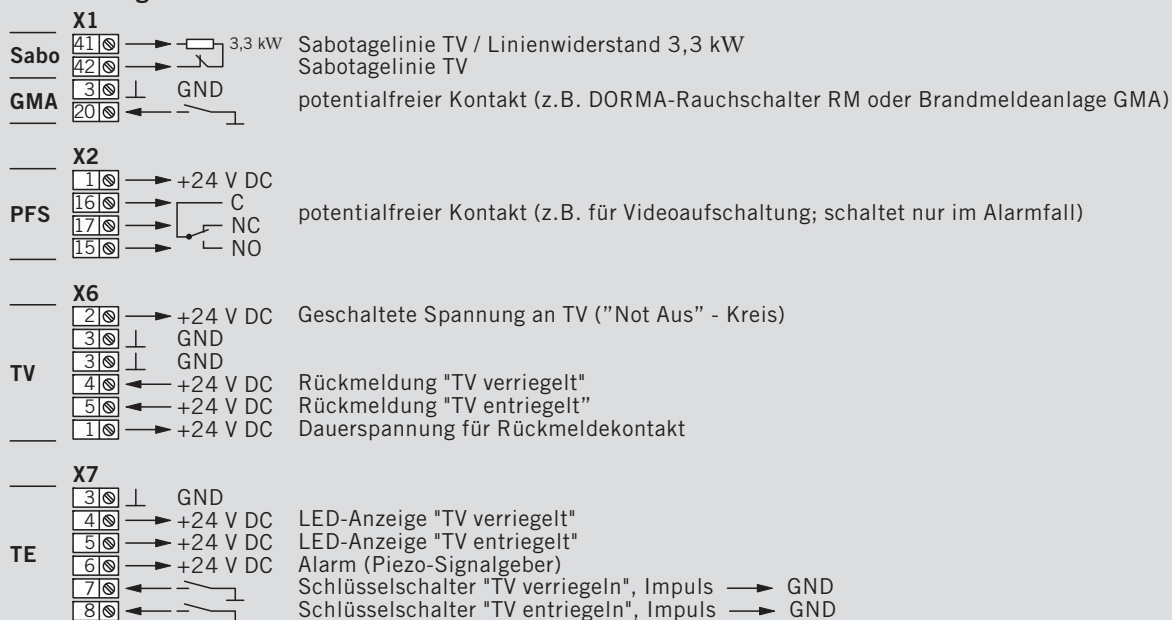 X1
Sabo 41 3,3 kW Sabotagelinie TV / Linienwiderstand 3,3 kW
42 Sabotagelinie TV
GMA 3 GND
20 potentialfreier Kontakt (z.B. DORMA-Rauchschalter RM oder Brandmeldeanlage GMA)
X2
1 +24 V DC
PFS 16 C
17 NC potentialfreier Kontakt (z.B. für Videoaufschaltung; schaltet nur im Alarmfall)
15 NO
X6
2 +24 V DC Geschaltete Spannung an TV (”Not Aus” - Kreis)
3 GND
3 GND
TV 4 +24 V DC Rückmeldung "TV verriegelt"
5 +24 V DC Rückmeldung "TV entriegelt”
1 +24 V DC Dauerspannung für Rückmeldekontakt
X7
3 GND
4 +24 V DC LED-Anzeige "TV verriegelt"
TE 5 +24 V DC LED-Anzeige "TV entriegelt"
6 +24 V DC Alarm (Piezo-Signalgeber)
7 Schlüsselschalter "TV verriegeln", Impuls GND
8 Schlüsselschalter "TV entriegeln", Impuls GND